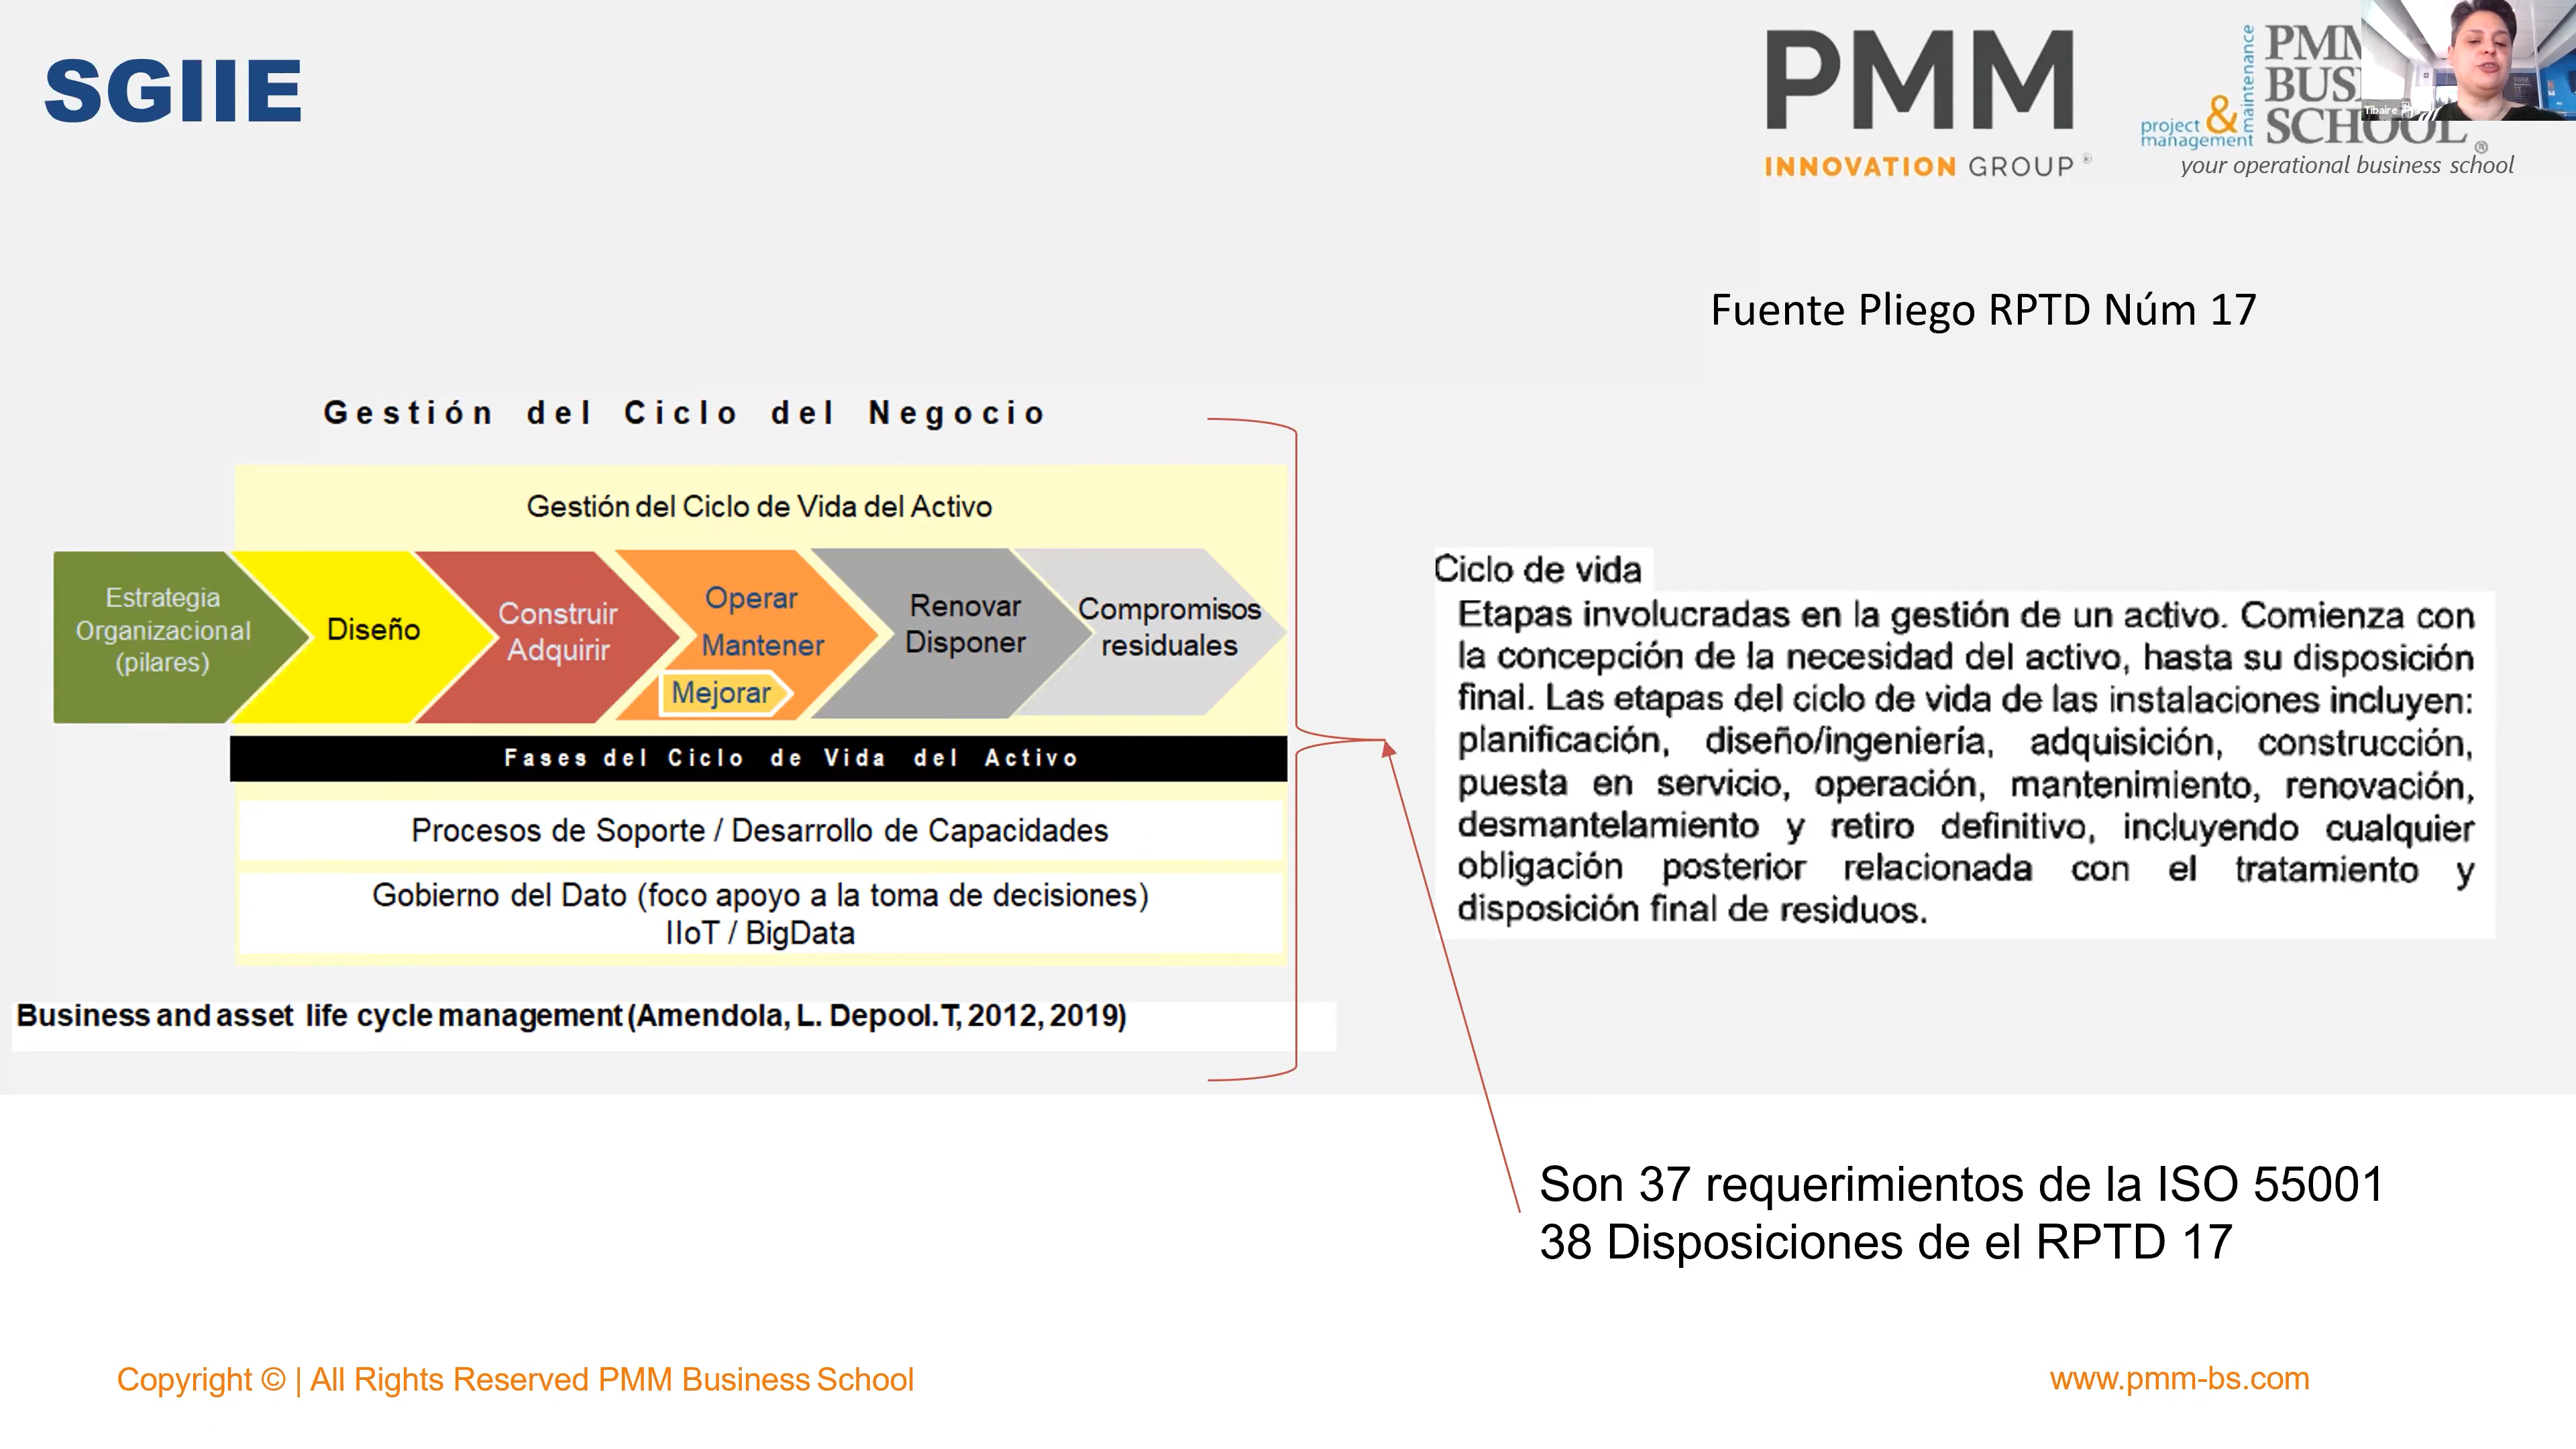 SGIIE
PMM
INNOVATION GROUP ®
project & management
maintenance
PMM
BUSI
SCHOOL ®
your operational business school
Tibaire
Fuente Pliego RPTD Núm 17
Gestión del Ciclo del Negocio
Gestión del Ciclo de Vida del Activo
Estrategia
Organizacional
(pilares)
Diseño
Construir
Adquirir
Operar
Mantener
Mejorar
Renovar
Disponer
Compromisos
residuales
Fases del Ciclo de Vida del Activo
Procesos de Soporte / Desarrollo de Capacidades
Gobierno del Dato (foco apoyo a la toma de decisiones)
IIoT / BigData
Business and asset life cycle management (Amendola, L. Depool.T, 2012, 2019)
Ciclo de vida
Etapas involucradas en la gestión de un activo. Comienza con
la concepción de la necesidad del activo, hasta su disposición
final. Las etapas del ciclo de vida de las instalaciones incluyen:
planificación, diseño/ingeniería, adquisición, construcción,
puesta en servicio, operación, mantenimiento, renovación,
desmantelamiento y retiro definitivo, incluyendo cualquier
obligación posterior relacionada con el tratamiento y
disposición final de residuos.
Son 37 requerimientos de la ISO 55001
38 Disposiciones de el RPTD 17
Copyright © | All Rights Reserved PMM Business School
www.pmm-bs.com